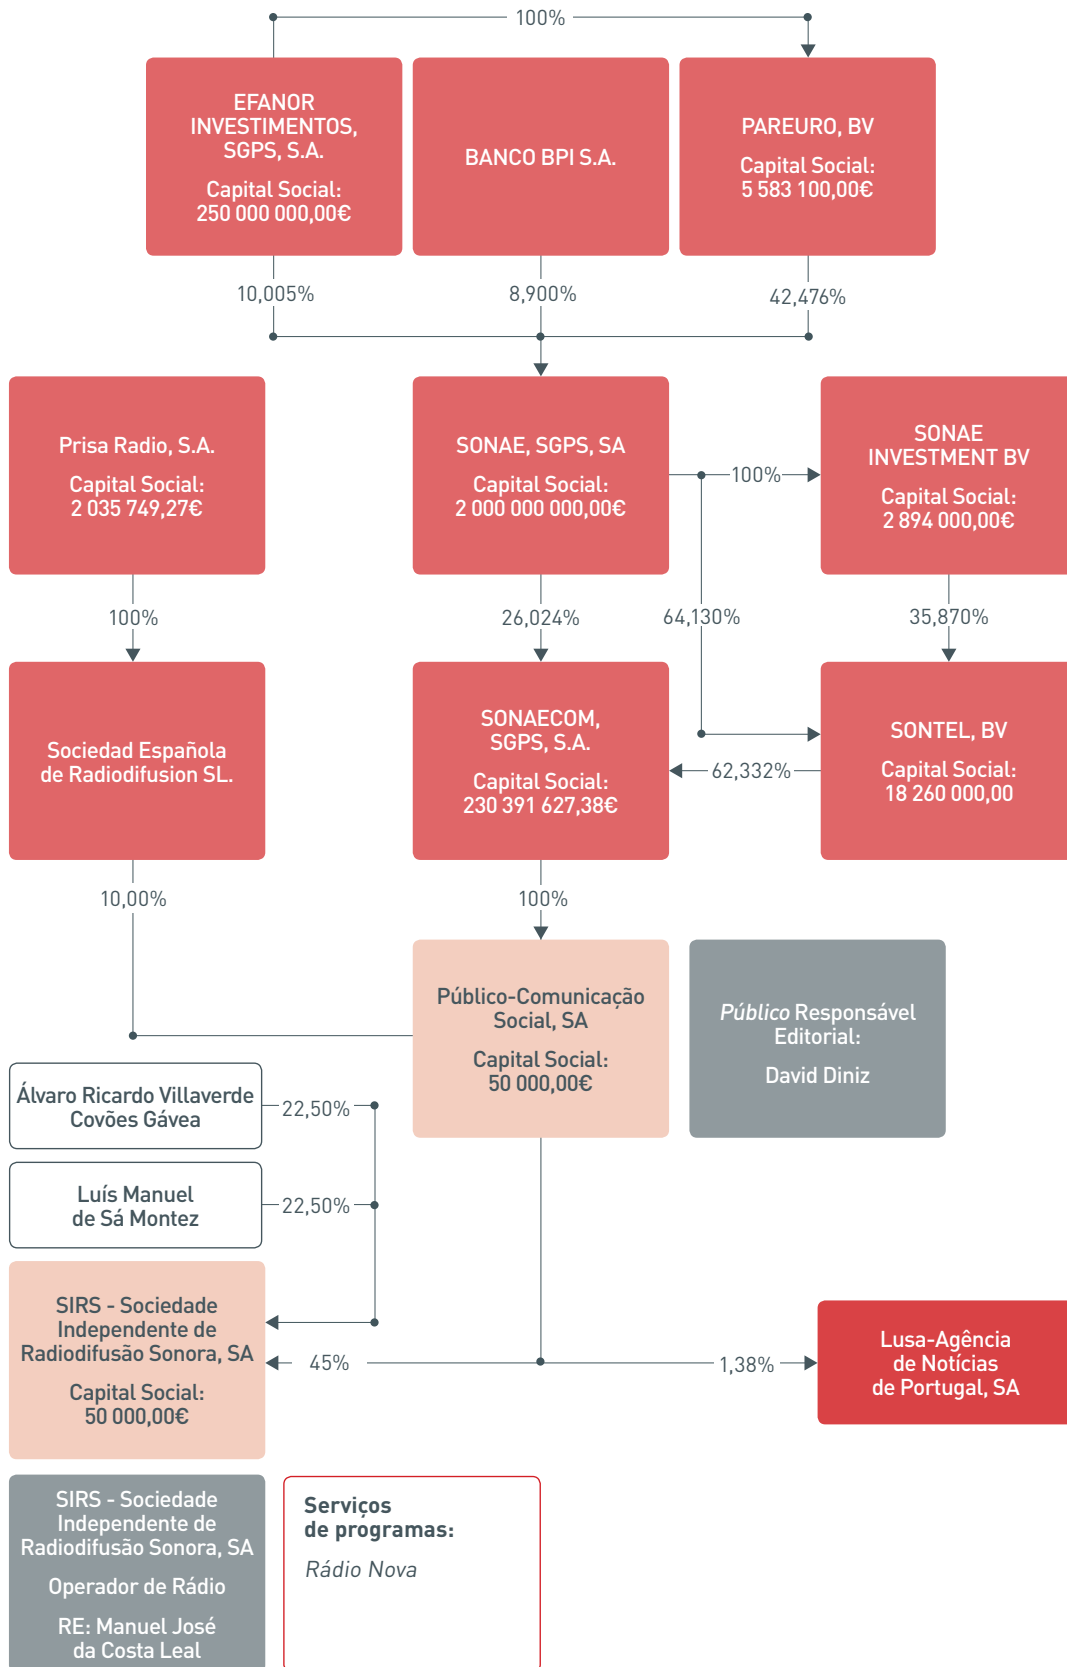 100%
EFANOR
INVESTIMENTOS,
SGPS, S.A.
Capital Social:
250 000 000,00€
BANCO BPI S.A.
PAREURO, BV
Capital Social:
5 583 100,00€
10,005%
8,900%
42,476%
Prisa Radio, S.A.
Capital Social:
2 035 749,27€
SONAE, SGPS, SA
Capital Social:
2 000 000 000,00€
100%
SONAE
INVESTMENT BV
Capital Social:
2 894 000,00€
100%
26,024%
64,130%
35,870%
Sociedad Española
de Radiodifusion SL.
SONAECOM,
SGPS, S.A.
Capital Social:
230 391 627,38€
62,332%
SONTEL, BV
Capital Social:
18 260 000,00
10,00%
100%
Público-Comunicação
Social, SA
Capital Social:
50 000,00€
Público Responsável
Editorial:
David Diniz
Álvaro Ricardo Villaverde
Covões Gávea
22,50%
Luís Manuel
de Sá Montez
22,50%
SIRS - Sociedade
Independente de
Radiodifusão Sonora, SA
Capital Social:
50 000,00€
45%
1,38%
Lusa-Agência
de Notícias
de Portugal, SA
SIRS - Sociedade
Independente de
Radiodifusão Sonora, SA
Operador de Rádio
RE: Manuel José
da Costa Leal
Serviços
de programas:
Rádio Nova